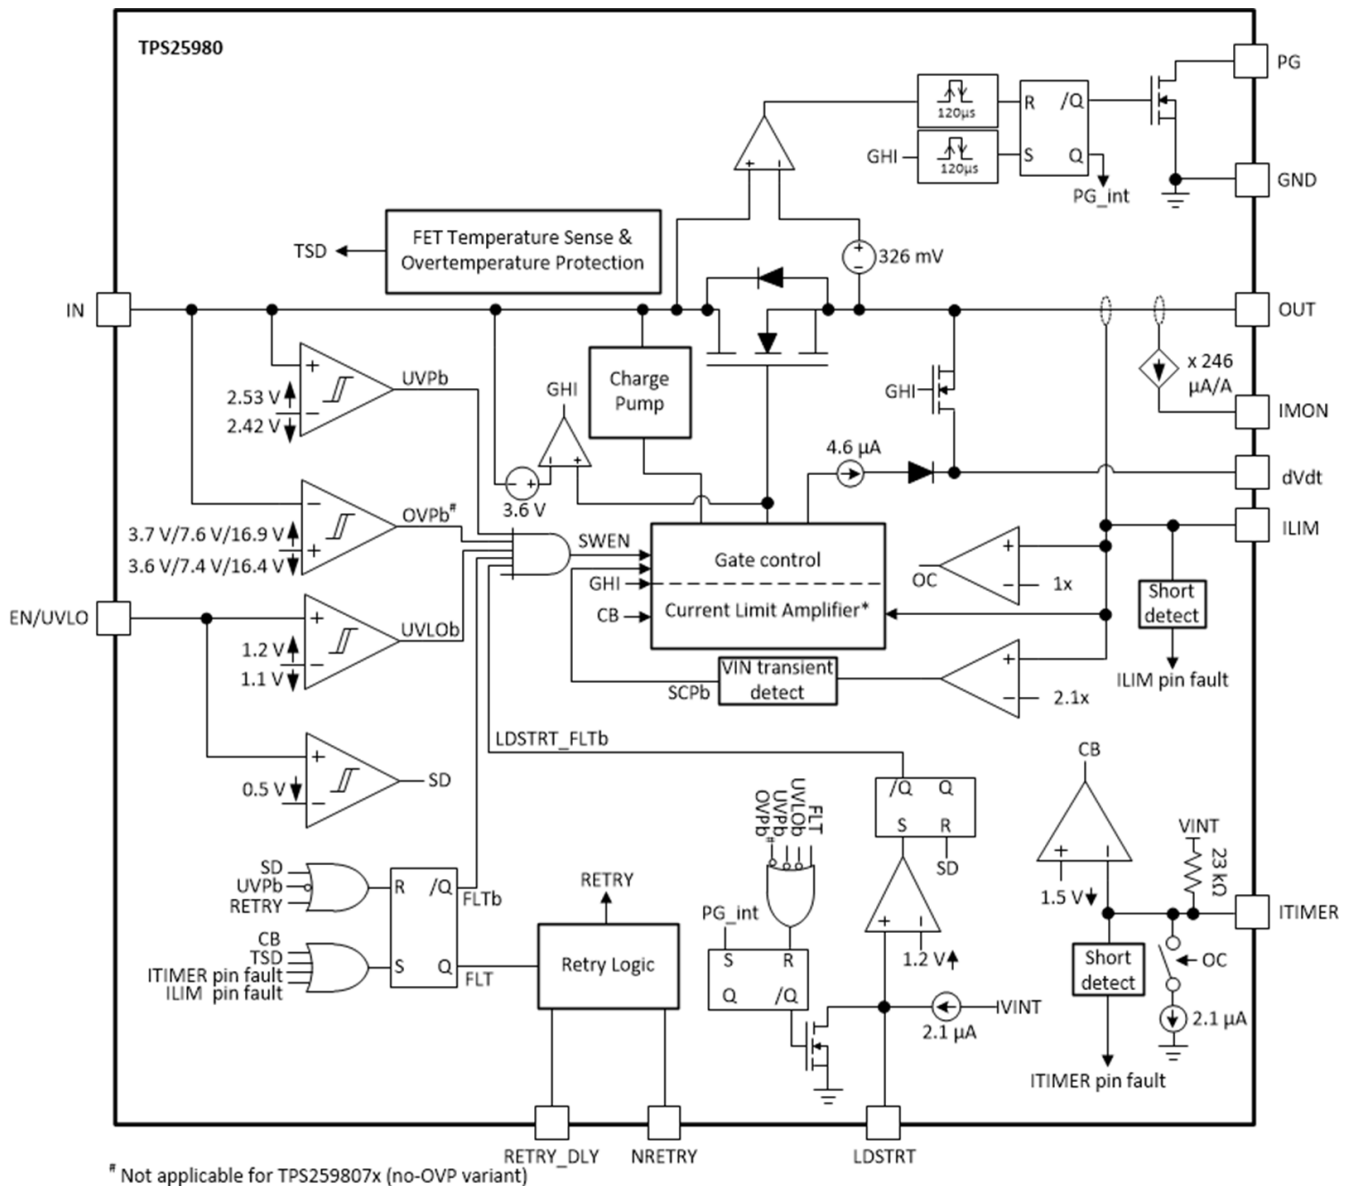 TPS25980
PG
R
/Q
120µs
GHI
120µs
S
Q
PG_int
GND
TSD
FET Temperature Sense &
Overtemperature Protection
+
−
326 mV
IN
OUT
+
UVPb
2.53 V
2.42 V
−
GHI
Charge
Pump
GHI
x 246
µA/A
IMON
4.6 µA
dVdt
3.6 V
− +
OVPb#
−
3.7 V/7.6 V/16.9 V
3.6 V/7.4 V/16.4 V
+
SWEN
GHI
CB
Gate control
Current Limit Amplifier*
ILIM
+
OC
−
1x
Short
detect
ILIM pin fault
EN/UVLO
+
UVLOb
1.2 V
1.1 V
−
VIN transient
detect
SCPb
+
−
2.1x
LDSTRT_FLTb
+
0.5 V
−
SD
/Q
Q
S
R
SD
CB
+
1.5 V
VINT
23 kΩ
ITIMER
OVPb#
UVPb
UVLOb
FLT
SD
UVPb
RETRY
R
/Q
FLTb
CB
TSD
ITIMER pin fault
ILIM pin fault
S
Q
FLT
RETRY
Retry Logic
PG_int
S
R
Q
/Q
+
1.2 V
2.1 µA
VINT
Short
detect
OC
2.1 µA
ITIMER pin fault
RETRY_DLY
NRETRY
LDSTRT
# Not applicable for TPS259807x (no-OVP variant)